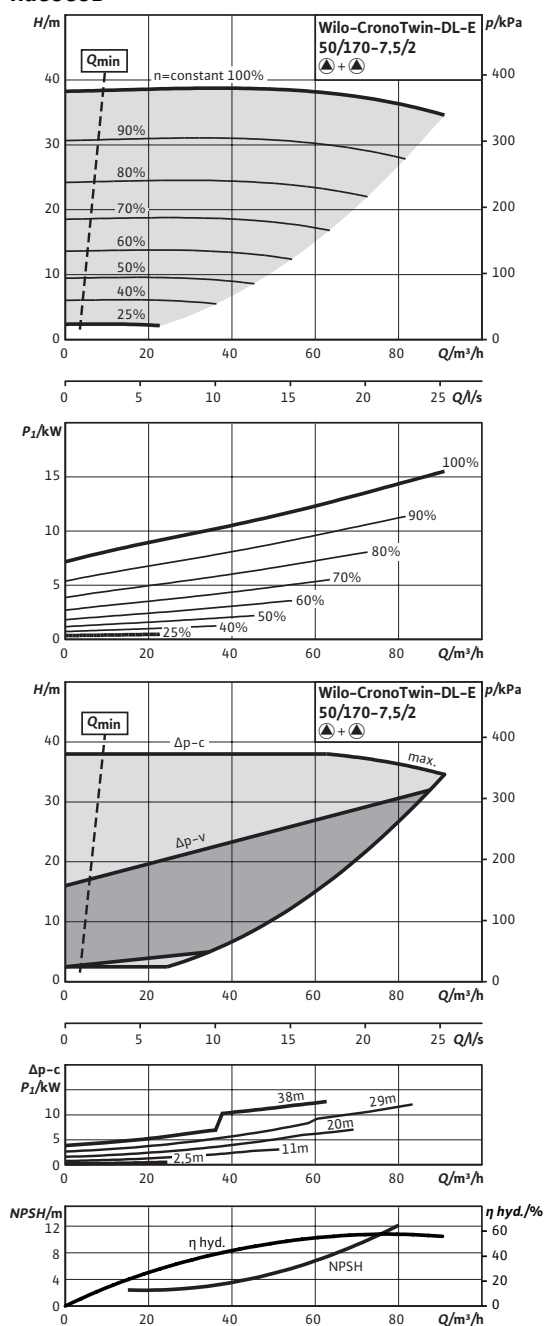 H/m
Wilo-CronoTwin-DL-E
50/170-7,5/2
+
p/kPa
Qmin
n=constant 100%
40
400
90%
30
300
80%
20
200
70%
60%
50%
10
100
40%
25%
0
0
0 20 40 60 80 Q/m³/h
0 5 10 15 20 25 Q/l/s
P1/kW
100%
15
90%
10
80%
70%
5
60%
50%
40%
25%
0
0 20 40 60 80 Q/m³/h
H/m
Wilo-CronoTwin-DL-E
50/170-7,5/2
+
p/kPa
Qmin
Δp-c
40
400
max.
30
300
Δp-v
20
200
10
100
0
0
0 20 40 60 80 Q/m³/h
0 5 10 15 20 25 Q/l/s
Δp-c
P1/kW
38m
29m
10
20m
5
11m
2,5m
0
0 20 40 60 80 Q/m³/h
NPSH/m
η hyd./%
12
60
η hyd.
8
40
NPSH
4
20
0
0
0 20 40 60 80 Q/m³/h